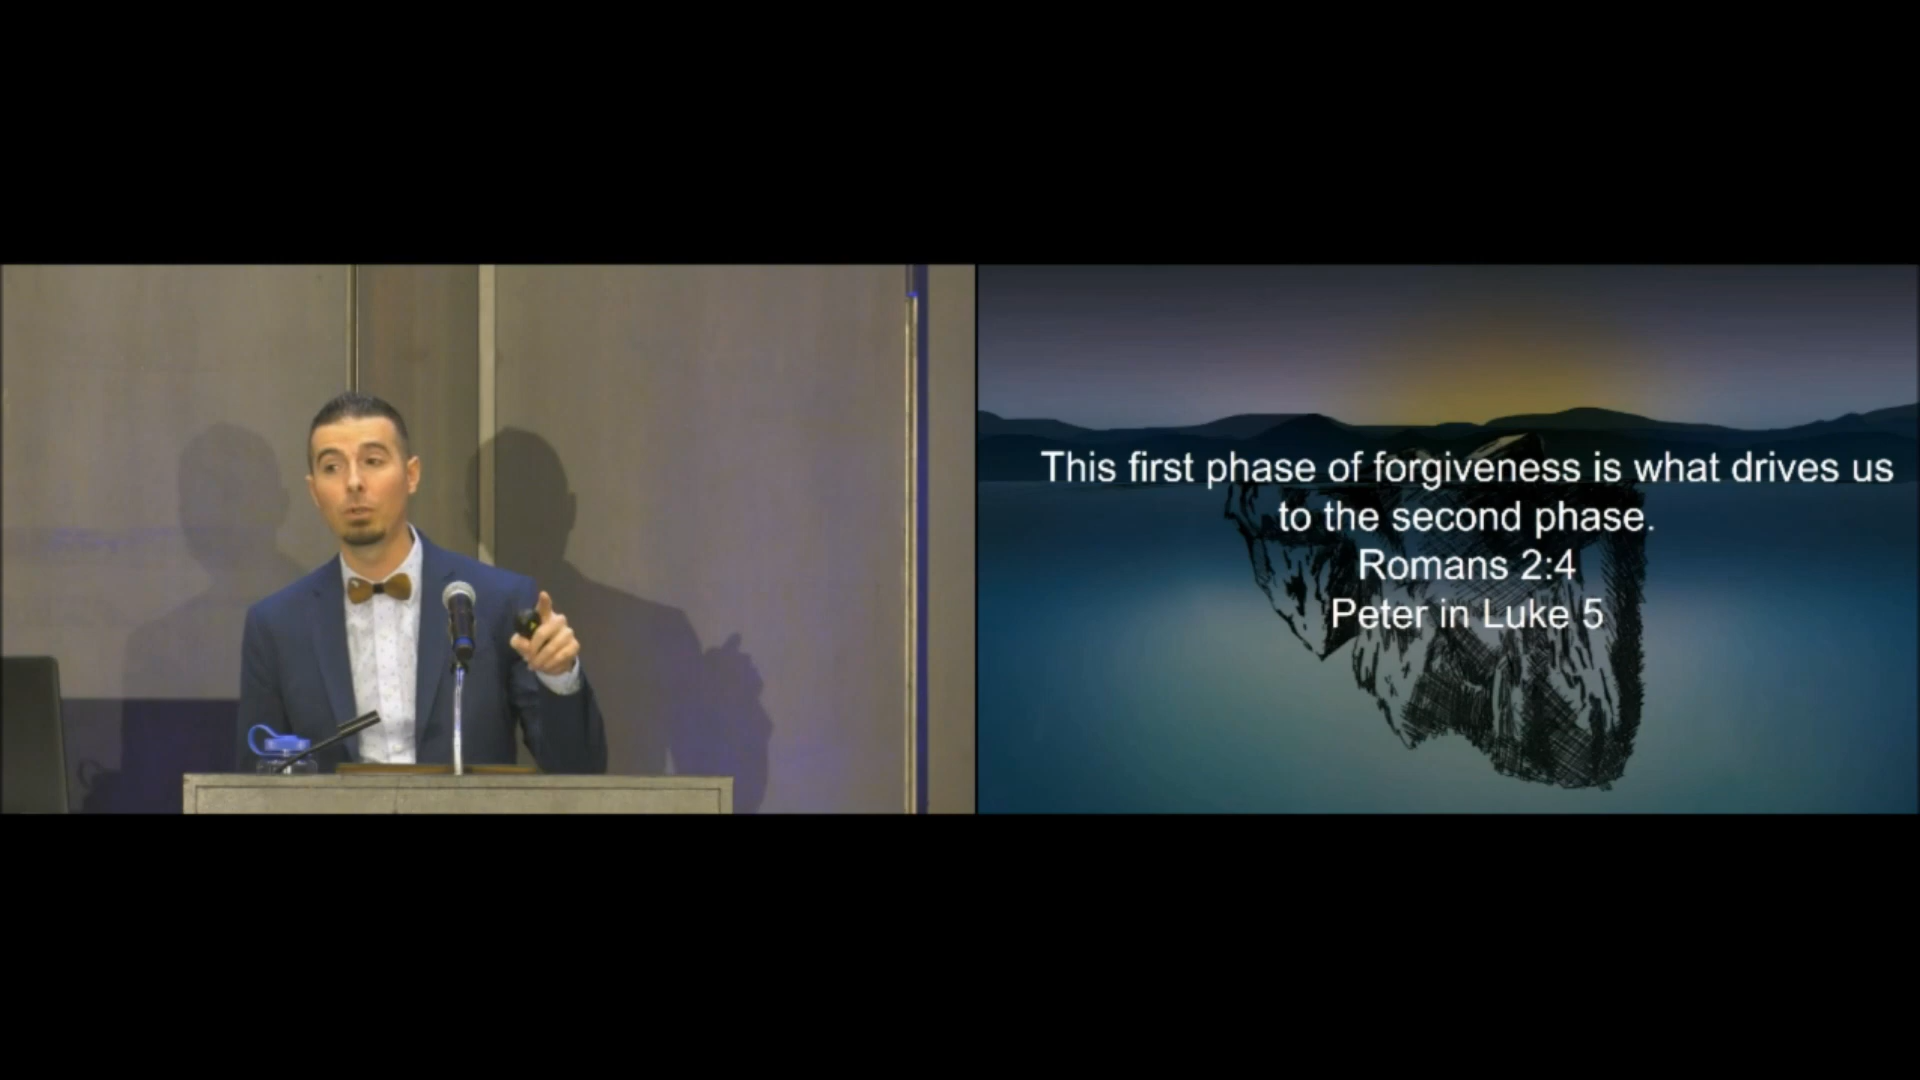 This first phase of forgiveness is what drives us
to the second phase.
Romans 2:4
Peter in Luke 5